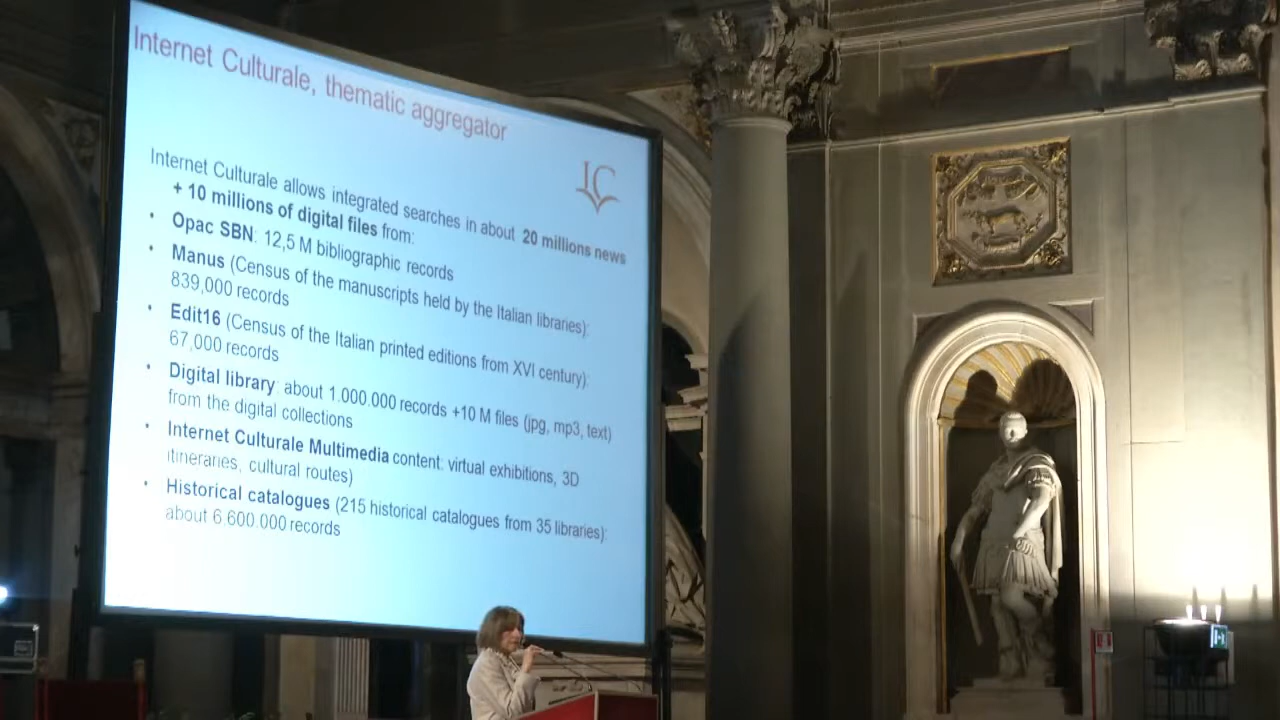 Internet Culturale, thematic aggregator
IC
Internet Culturale allows integrated searches in about 20 millions news
+ 10 millions of digital files from:
• Opac SBN: 12,5 M bibliographic records
• Manus (Census of the manuscripts held by the Italian libraries):
839,000 records
• Edit16 (Census of the Italian printed editions from XVI century):
67,000 records
• Digital library: about 1.000.000 records +10 M files (jpg, mp3, text)
from the digital collections
• Internet Culturale Multimedia content: virtual exhibitions, 3D
itineraries, cultural routes)
• Historical catalogues (215 historical catalogues from 35 libraries):
about 6.600.000 records